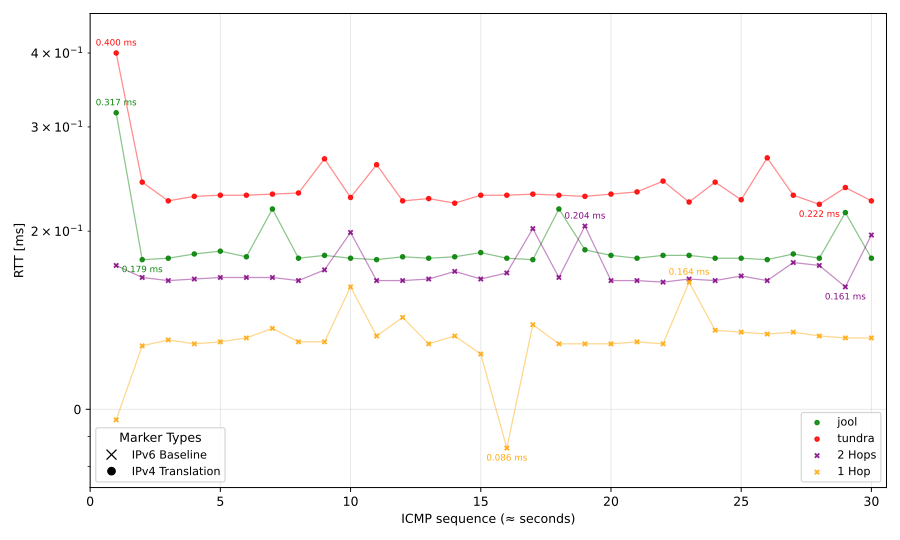 0.400 ms
0.317 ms
0.179 ms
0.204 ms
0.222 ms
0.164 ms
0.161 ms
0.086 ms
4 × 10⁻¹
3 × 10⁻¹
2 × 10⁻¹
0
RTT [ms]
Marker Types
IPv6 Baseline
IPv4 Translation
jool
tundra
2 Hops
1 Hop
0 5 10 15 20 25 30
ICMP sequence (≈ seconds)